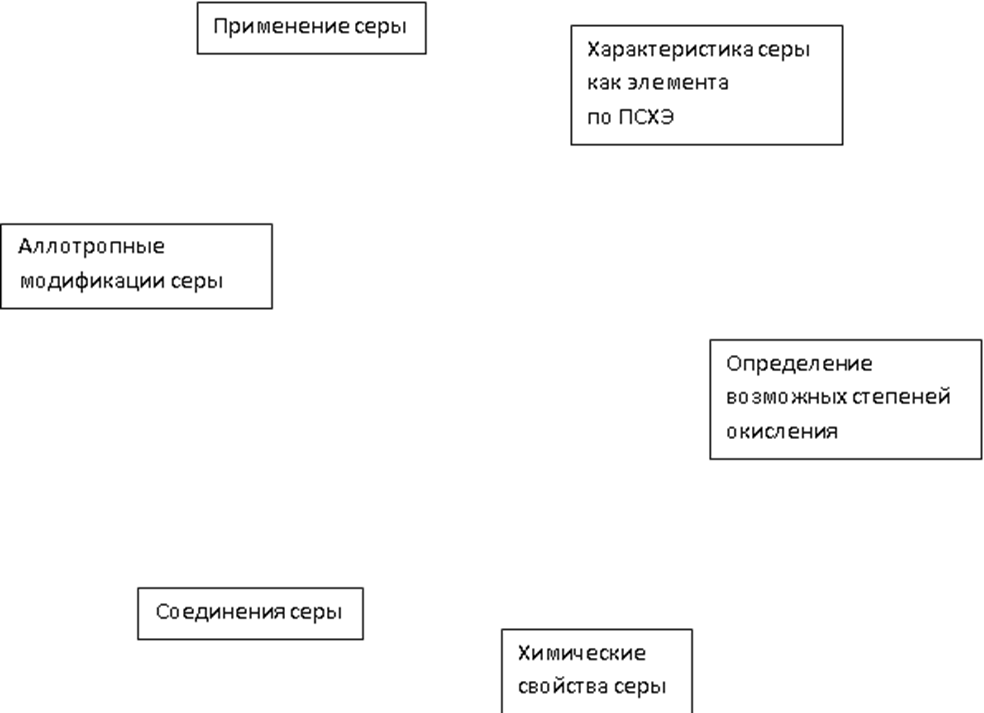 Применение серы
Характеристика серы
как элемента
по ПСХЭ
Аллотропные
модификации серы
Определение
возможных степеней
окисления
Соединения серы
Химические
свойства серы